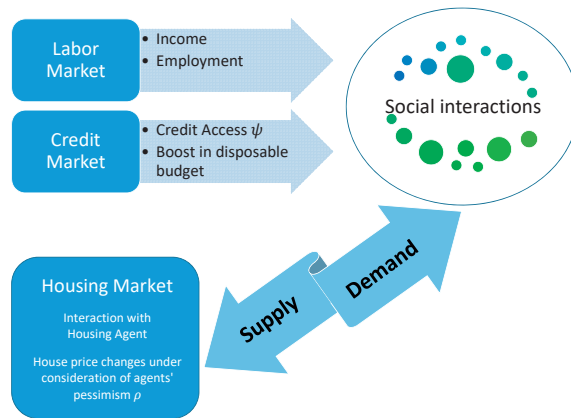 Labor
Market
• Income
• Employment
Credit
Market
• Credit Access ψ
• Boost in disposable
budget
Social interactions
Supply
Demand
Housing Market
Interaction with
Housing Agent
House price changes under
consideration of agents'
pessimism ρ